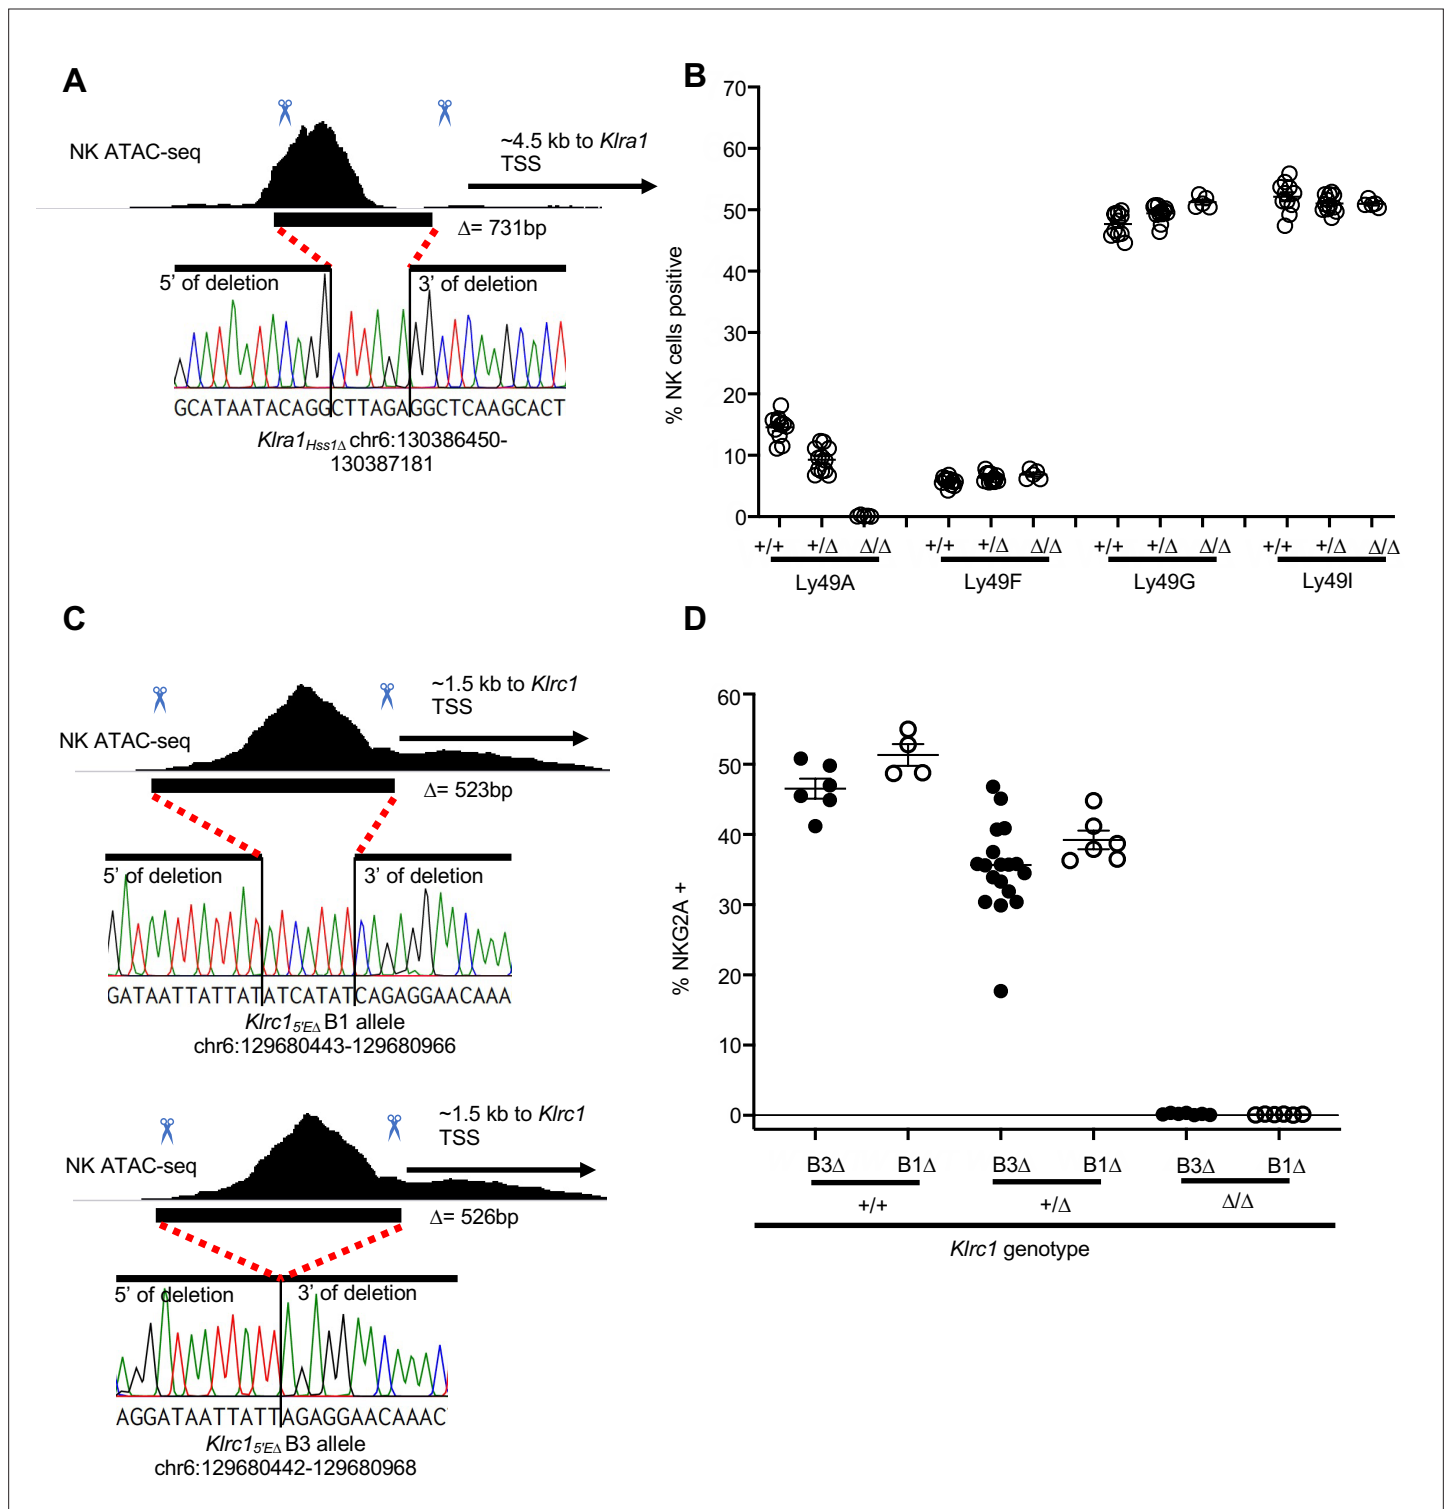 A
NK ATAC-seq
~4.5 kb to Klra1
TSS
Δ= 731bp
5' of deletion
3' of deletion
GCATAATACAGGCTTAGAGGCTCAAGCACT
Klra1Hss1Δ chr6:130386450-
130387181
B
% NK cells positive
70
60
50
40
30
20
10
0
+/+ +/Δ Δ/Δ +/+ +/Δ Δ/Δ +/+ +/Δ Δ/Δ +/+ +/Δ Δ/Δ
Ly49A Ly49F Ly49G Ly49I
C
NK ATAC-seq
~1.5 kb to Klrc1
TSS
Δ= 523bp
5' of deletion
3' of deletion
GATAATTATTATATCATATCAGAGGAACAAA
Klrc15'EΔ B1 allele
chr6:129680443-129680966
NK ATAC-seq
~1.5 kb to Klrc1
TSS
Δ= 526bp
5' of deletion
3' of deletion
AGGATAATTATTAGAGGAACAAAC
Klrc15'EΔ B3 allele
chr6:129680442-129680968
D
% NKG2A +
60
50
40
30
20
10
0
B3Δ B1Δ B3Δ B1Δ B3Δ B1Δ
+/+ +/Δ Δ/Δ
Klrc1 genotype